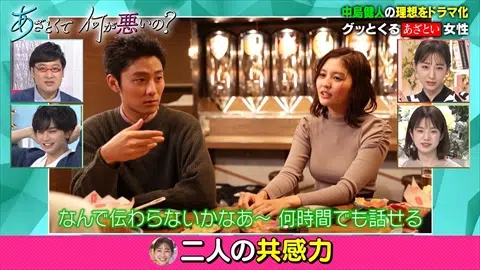 あざとくて何が悪いの？
中島健人の理想をドラマ化
グッとくるあざとい女性
なんで伝わらないかなあ～ 何時間でも話せる
二人の共感力